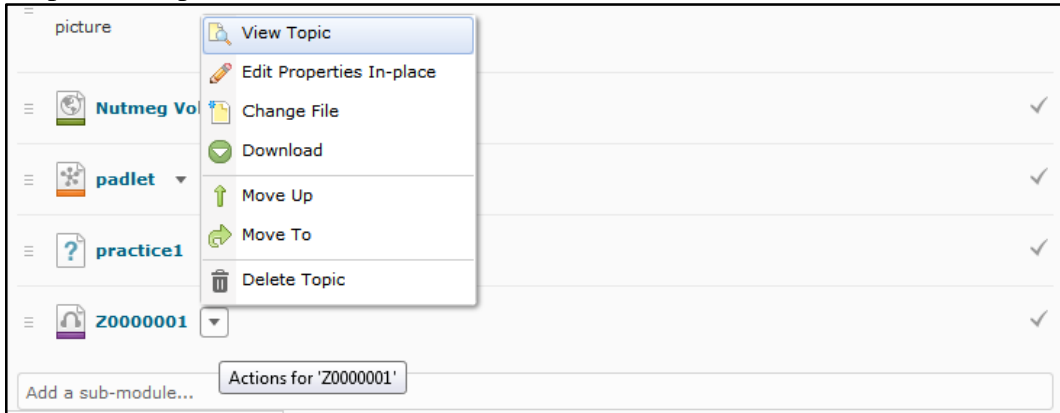 picture
View Topic
Edit Properties In-place
Nutmeg Vol
Change File
Download
padlet
Move Up
Move To
practice1
Delete Topic
Z0000001
Actions for 'Z0000001'
Add a sub-module...